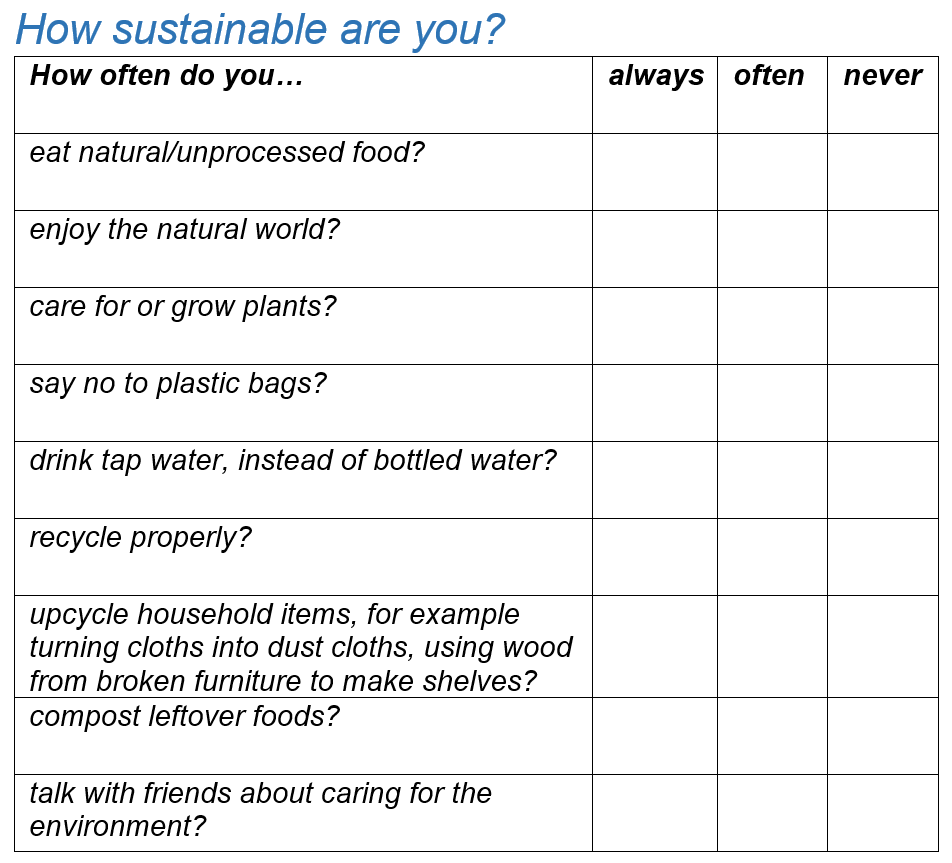 How sustainable are you?
How often do you… always often never
eat natural/unprocessed food?
enjoy the natural world?
care for or grow plants?
say no to plastic bags?
drink tap water, instead of bottled water?
recycle properly?
upcycle household items, for example
turning cloths into dust cloths, using wood
from broken furniture to make shelves?
compost leftover foods?
talk with friends about caring for the
environment?